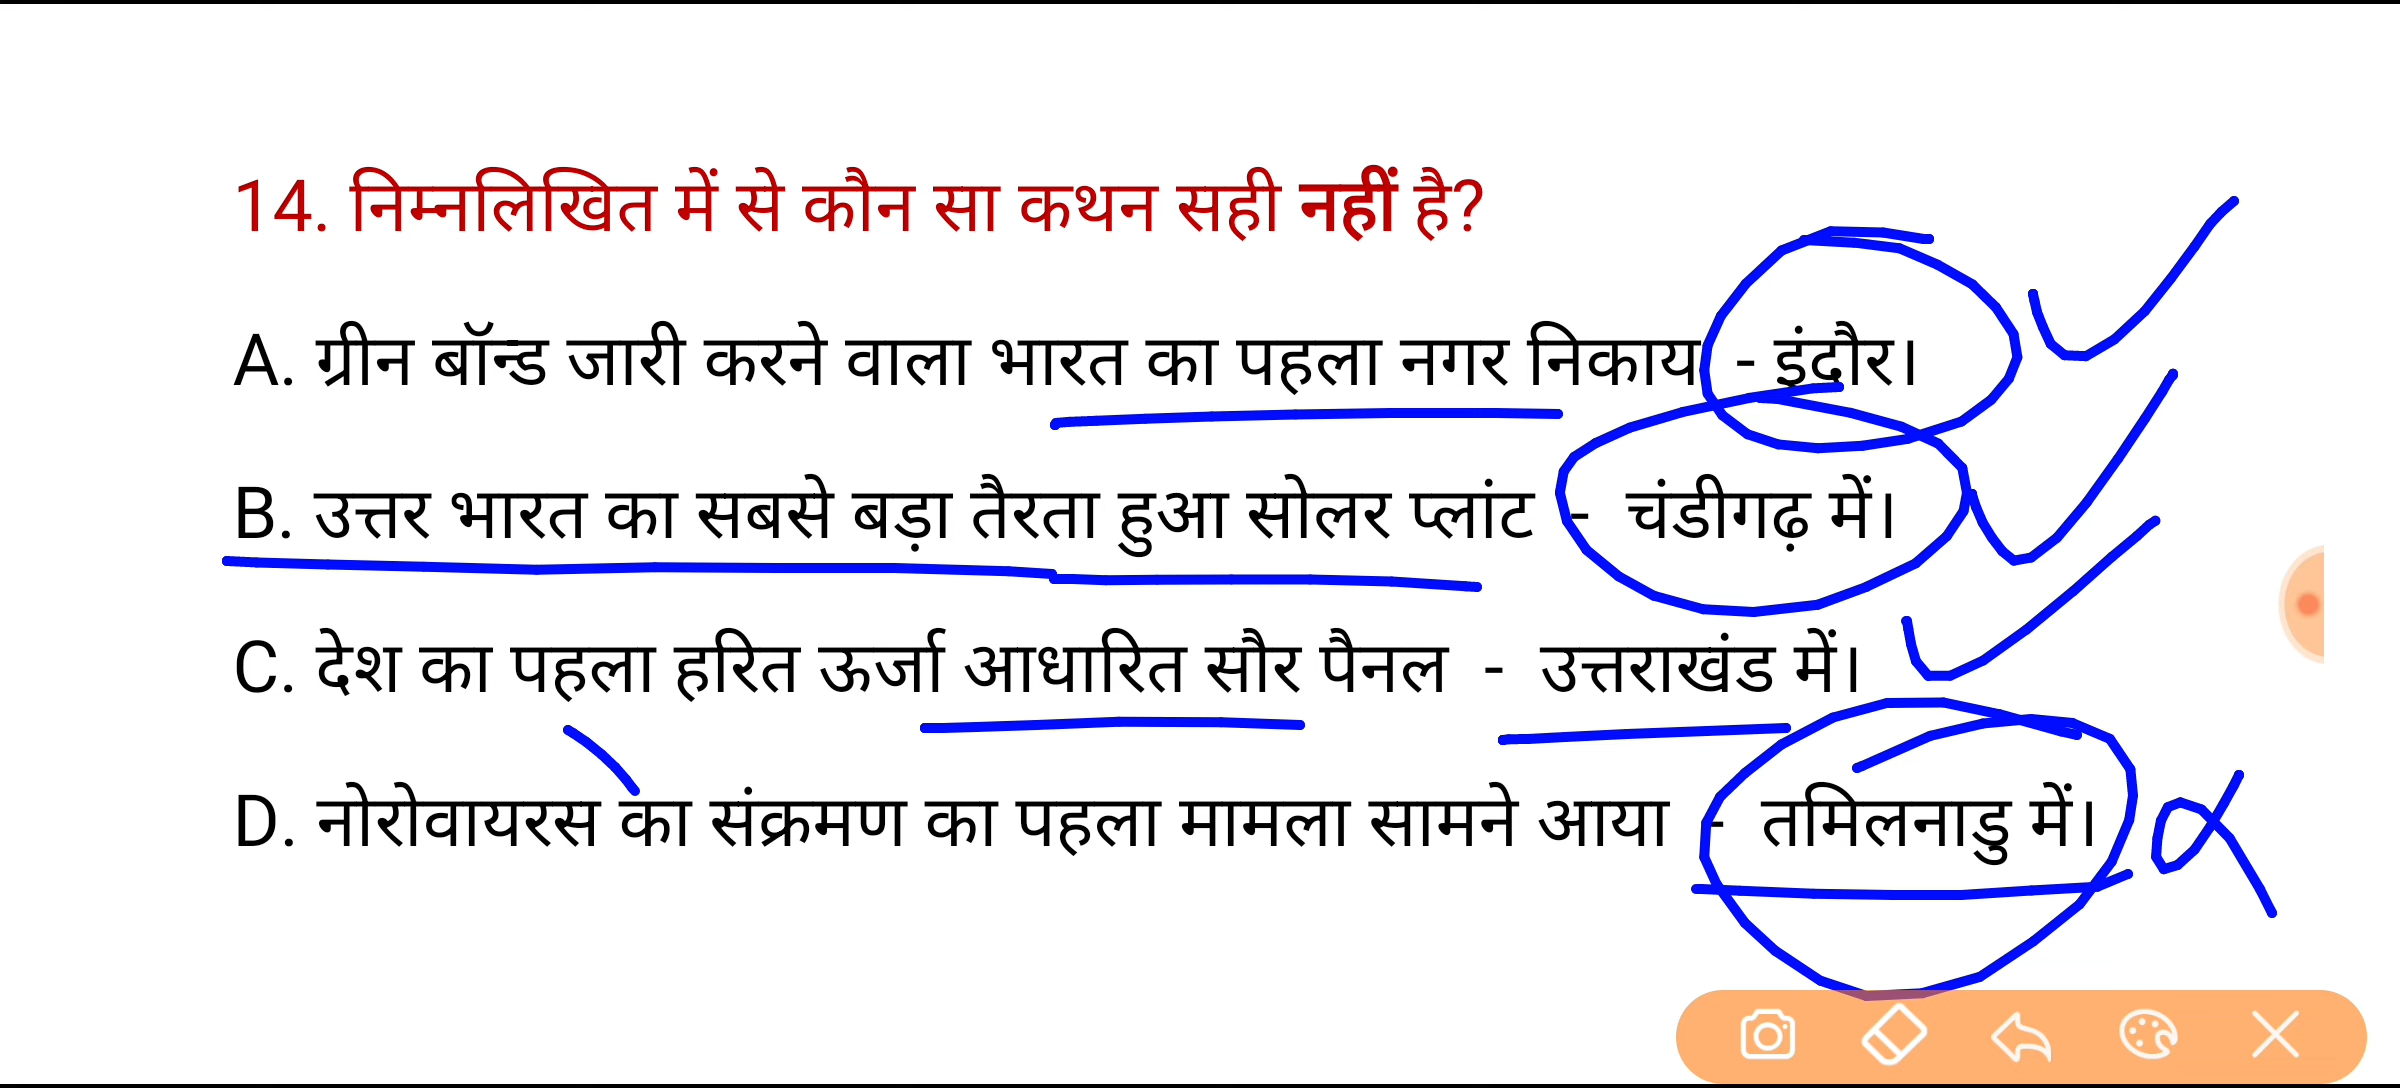 14. निम्नलिखित में से कौन सा कथन सही नहीं है?
A. ग्रीन बॉन्ड जारी करने वाला भारत का पहला नगर निकाय - इंदौर।
B. उत्तर भारत का सबसे बड़ा तैरता हुआ सोलर प्लांट - चंडीगढ़ में।
C. देश का पहला हरित ऊर्जा आधारित सौर पैनल - उत्तराखंड में।
D. नोरोवायरस का संक्रमण का पहला मामला सामने आया - तमिलनाडु में।